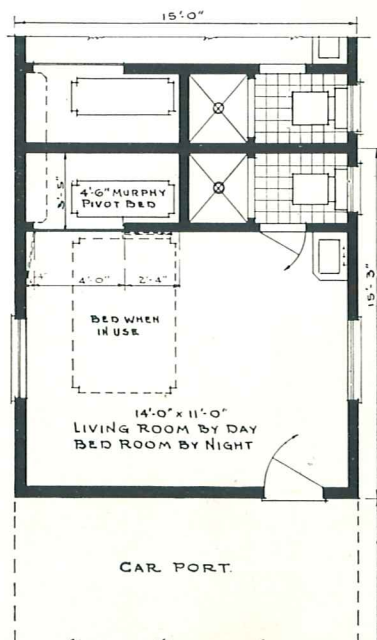 15'-0"
4'-6" MURPHY
PIVOT BED
3'-5"
4"
4'-0"
2'-4"
15'-3"
BED WHEN
IN USE
14'-0" x 11'-0"
LIVING ROOM BY DAY
BED ROOM BY NIGHT
CAR PORT.